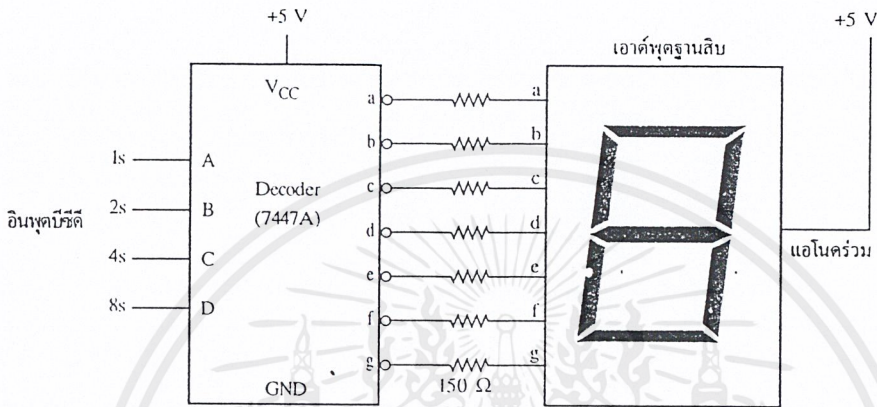 +5 V
+5 V
เอาต์พุตฐานสิบ
V_CC
a
a
b
b
1s
A
Decoder
c
c
อินพุตบีซีดี
2s
B
(7447A)
d
d
แอโนดร่วม
4s
C
e
e
8s
D
f
f
g
g
GND
150 Ω